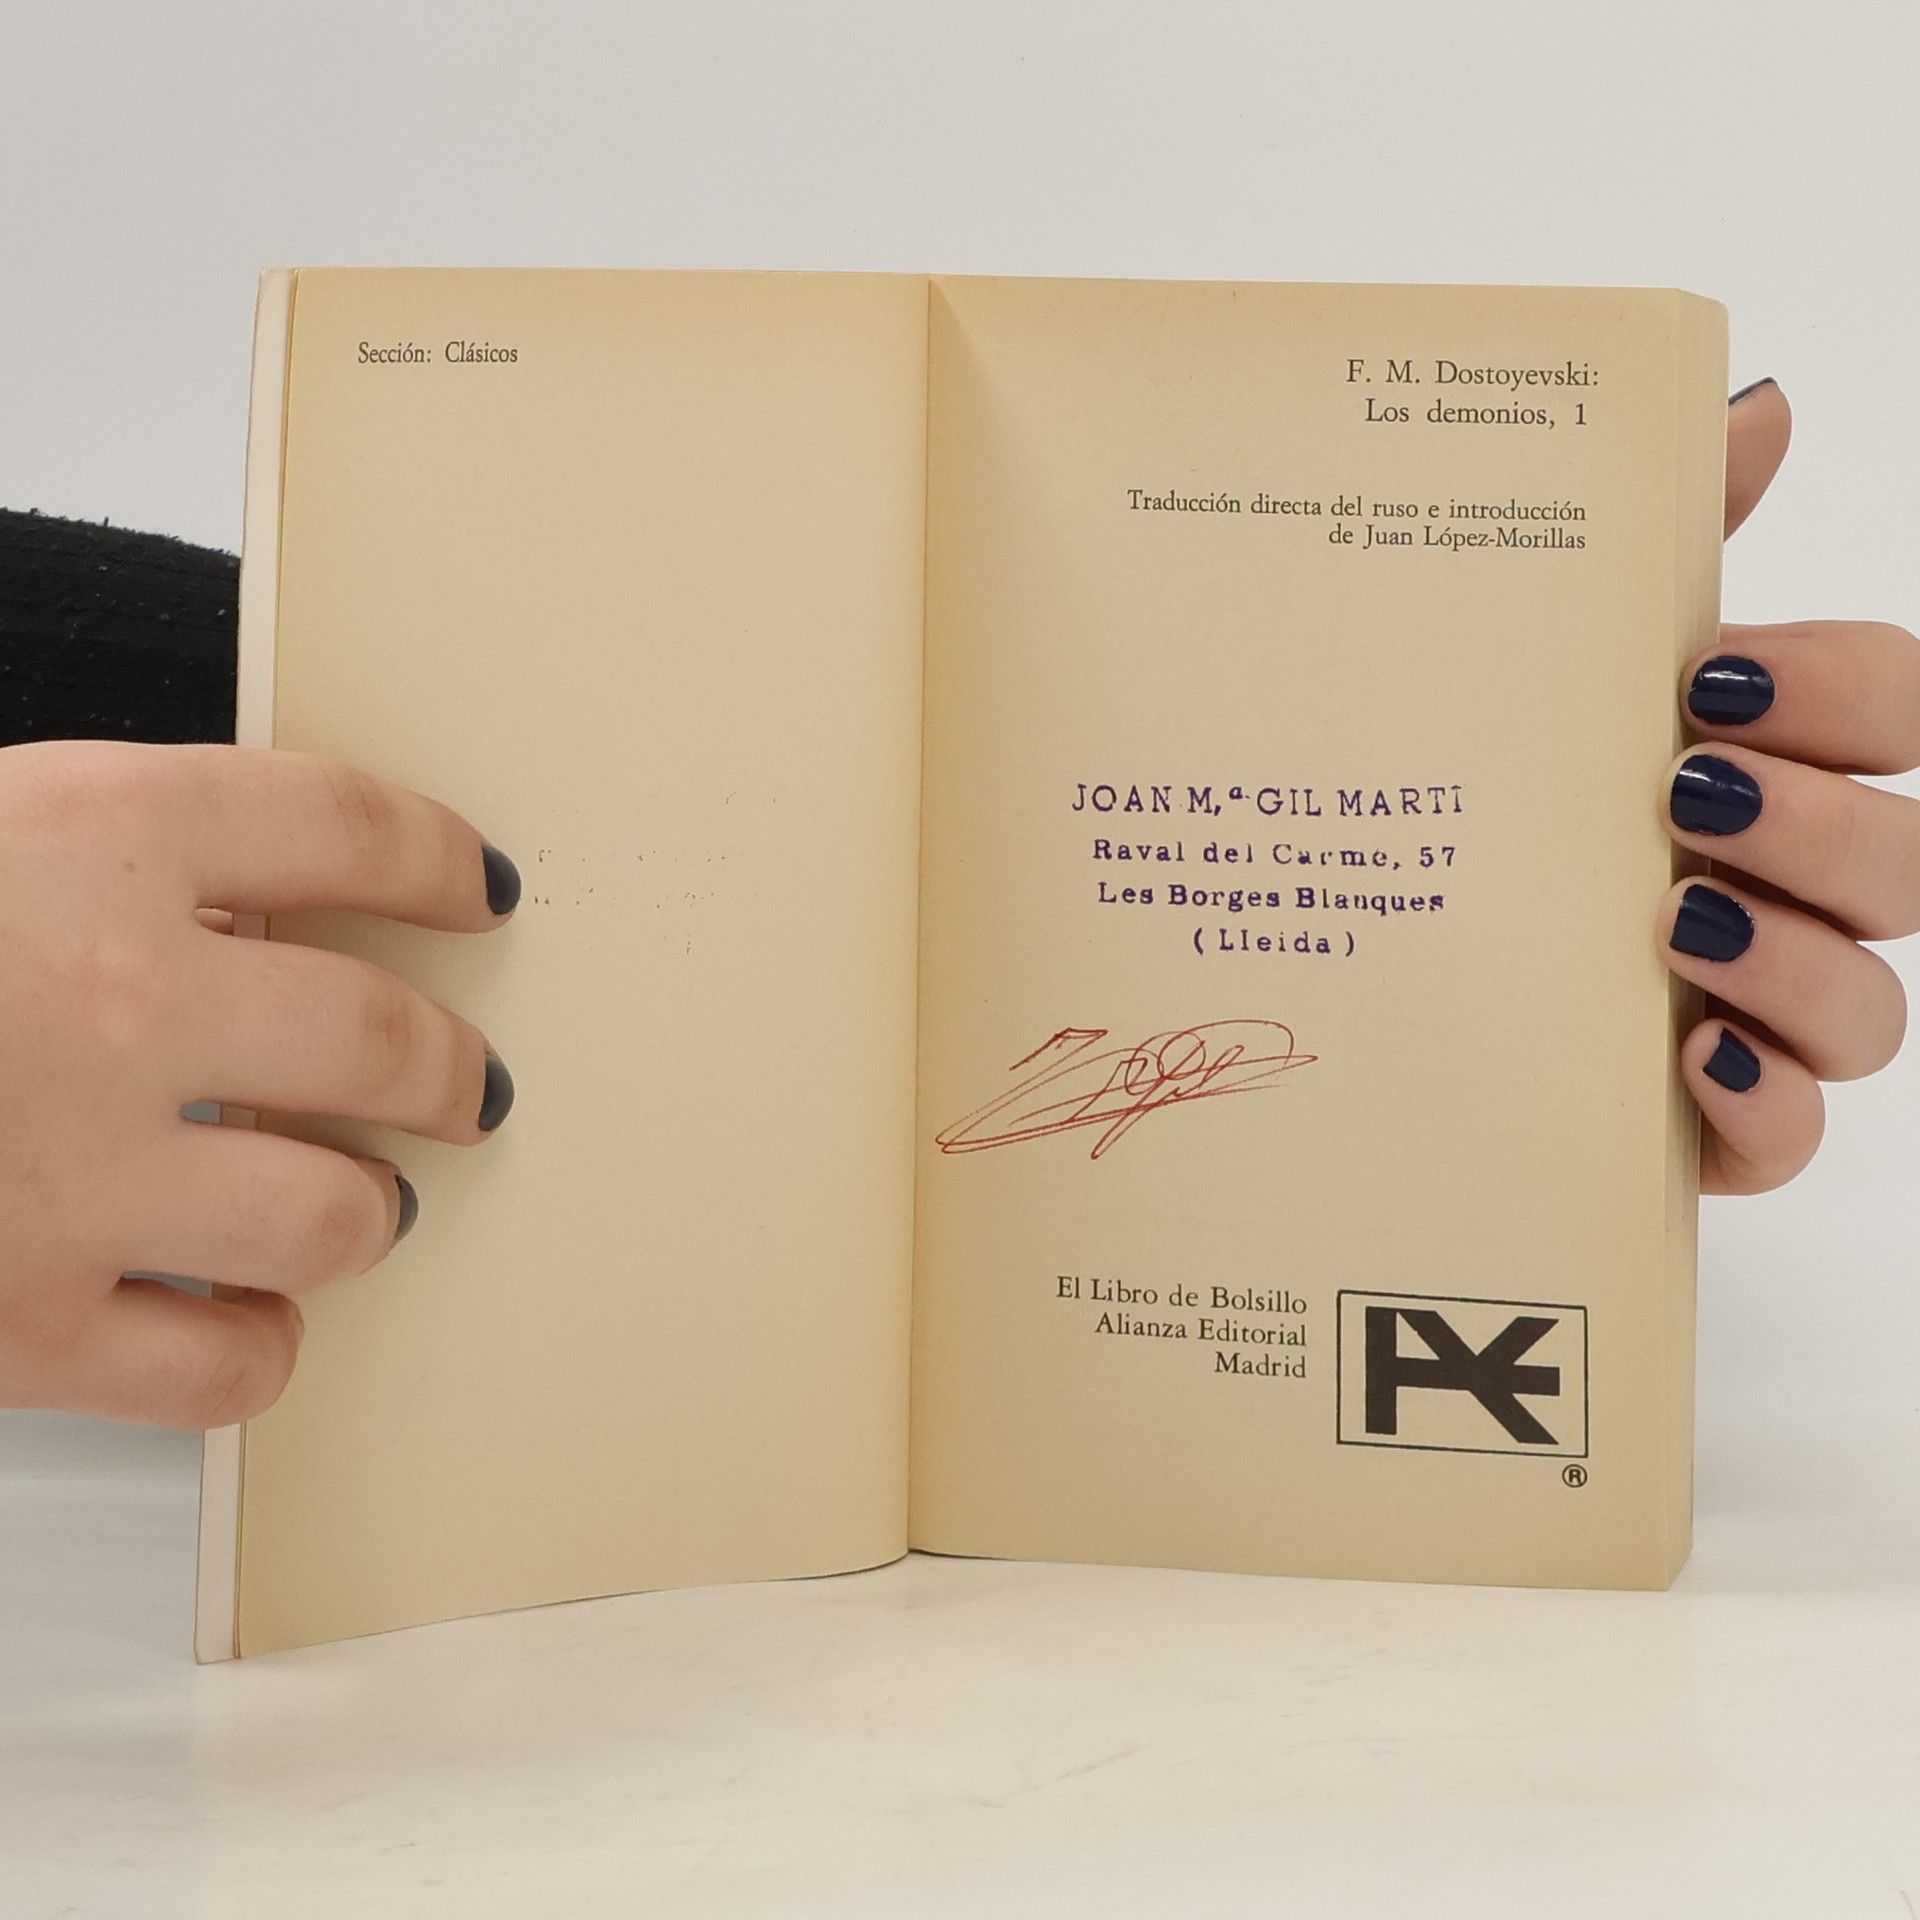 Sección: Clásicos
F. M. Dostoyevski:
Los demonios, 1
Traducción directa del ruso e introducción
de Juan López-Morillas
JOAN M,ª GIL MARTÍ
Raval del Carme, 57
Les Borges Blanques
( Lleida )
El Libro de Bolsillo
Alianza Editorial
Madrid
®